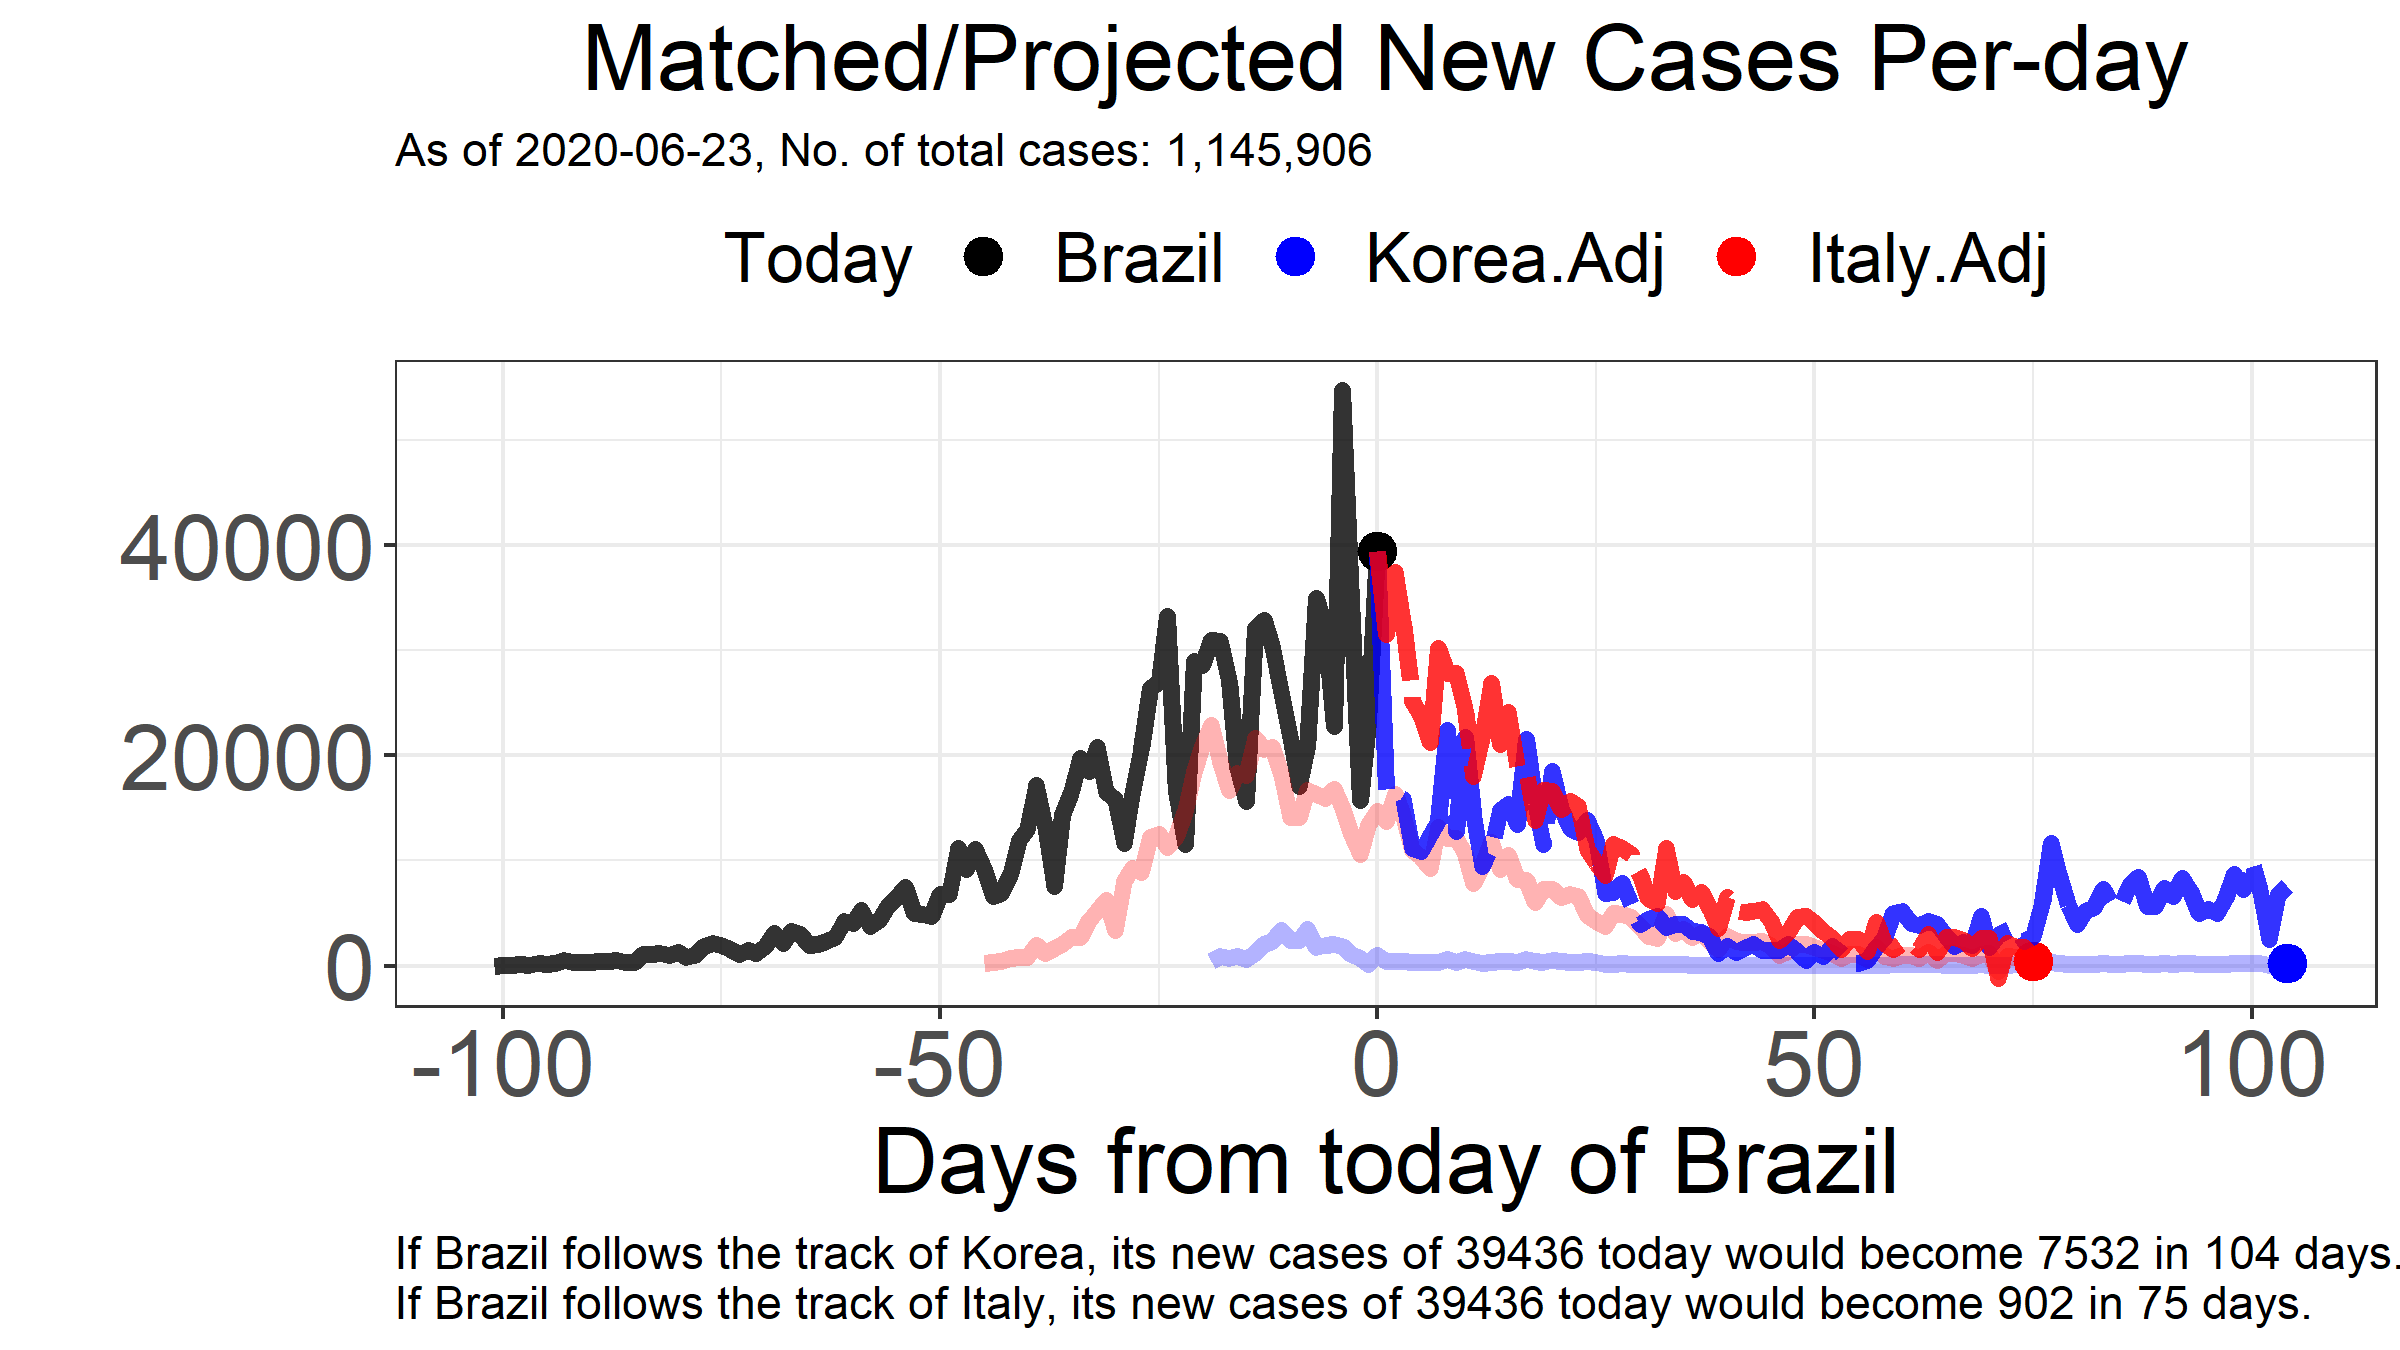 Matched/Projected New Cases Per-day
As of 2020-06-23, No. of total cases: 1,145,906
Today Brazil Korea.Adj Italy.Adj
40000
20000
0
-100 -50 0 50 100
Days from today of Brazil
If Brazil follows the track of Korea, its new cases of 39436 today would become 7532 in 104 days.
If Brazil follows the track of Italy, its new cases of 39436 today would become 902 in 75 days.